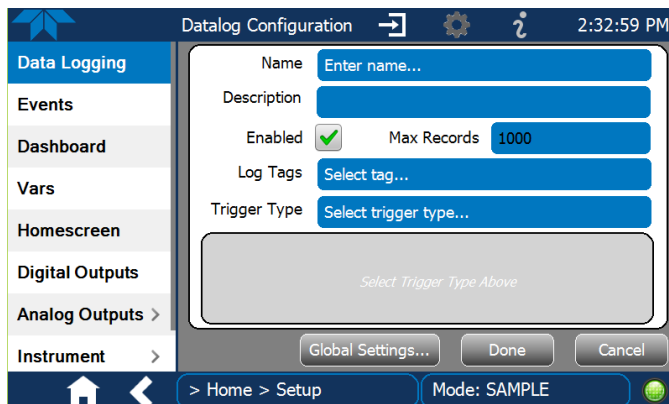 Datalog Configuration
2:32:59 PM
Data Logging
Events
Dashboard
Vars
Homescreen
Digital Outputs
Analog Outputs >
Instrument >
Name Enter name...
Description
Enabled Max Records 1000
Log Tags Select tag...
Trigger Type Select trigger type...
Select Trigger Type Above
Global Settings... Done Cancel
> Home > Setup
Mode: SAMPLE